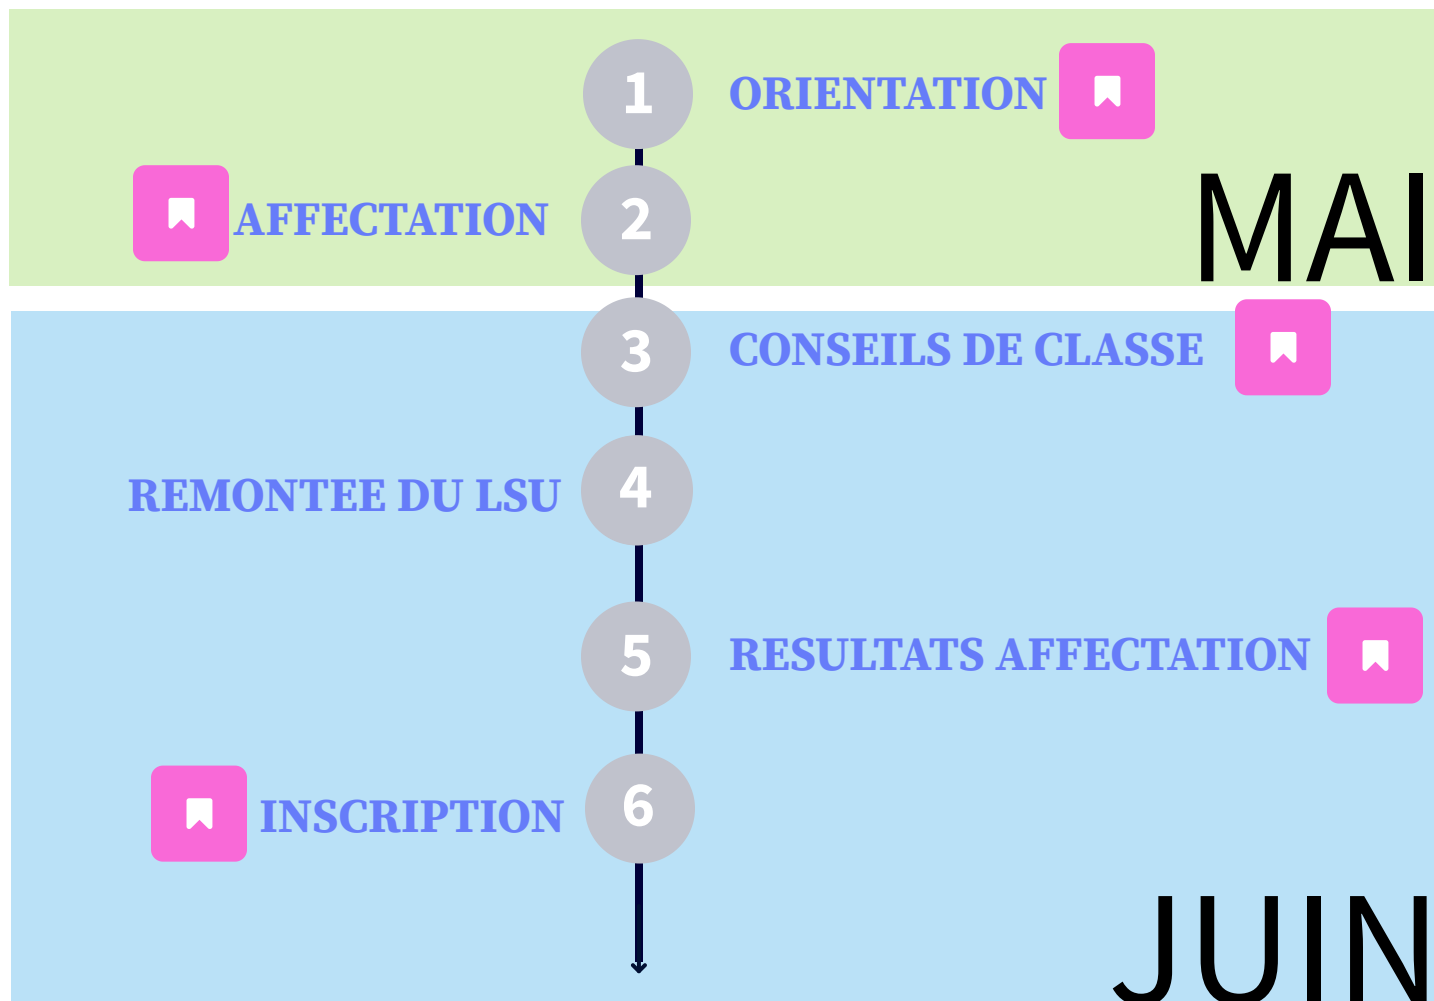 1 ORIENTATION
AFFECTATION 2
MAI
3 CONSEILS DE CLASSE
REMONTEE DU LSU 4
5 RESULTATS AFFECTATION
INSCRIPTION 6
JUIN